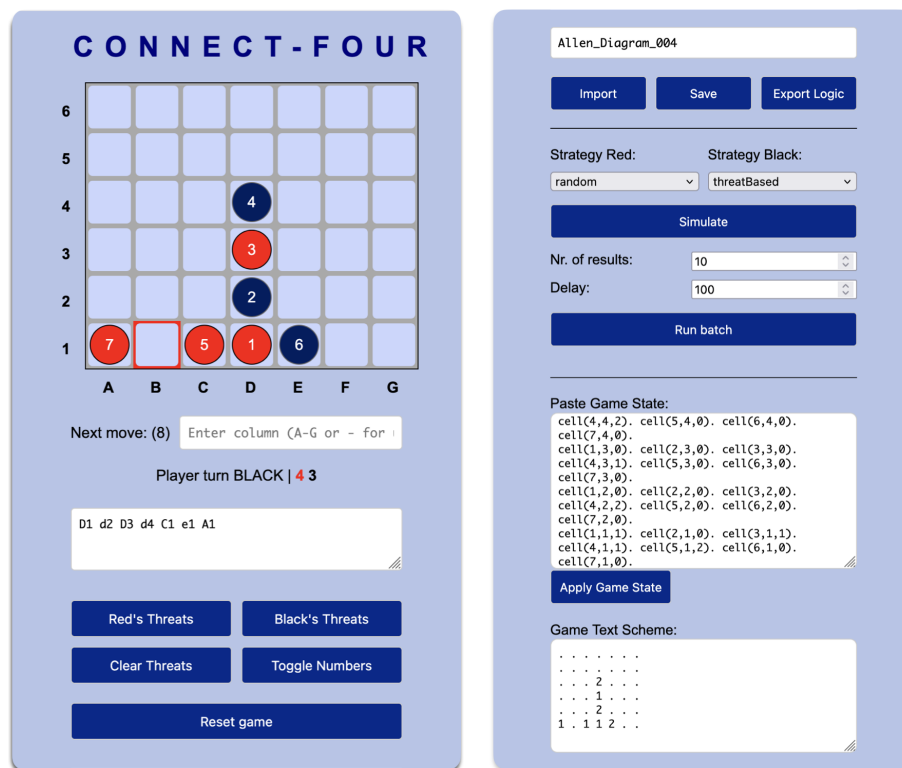 CONNECT-FOUR
6
5
4
4
3
3
2
2
1
7
5
1
6
A B C D E F G
Next move: (8)
Enter column (A-G or - for
Player turn BLACK | 4 3
D1 d2 D3 d4 C1 e1 A1
Red's Threats
Black's Threats
Clear Threats
Toggle Numbers
Reset game
Allen_Diagram_004
Import
Save
Export Logic
Strategy Red:
Strategy Black:
random
threatBased
Simulate
Nr. of results:
10
Delay:
100
Run batch
Paste Game State:
cell(4,4,2). cell(5,4,0). cell(6,4,0).
cell(7,4,0).
cell(1,3,0). cell(2,3,0). cell(3,3,0).
cell(4,3,1). cell(5,3,0). cell(6,3,0).
cell(7,3,0).
cell(1,2,0). cell(2,2,0). cell(3,2,0).
cell(4,2,2). cell(5,2,0). cell(6,2,0).
cell(7,2,0).
cell(1,1,1). cell(2,1,0). cell(3,1,1).
cell(4,1,1). cell(5,1,2). cell(6,1,0).
cell(7,1,0).
Apply Game State
Game Text Scheme:
. . . . . . .
. . . . . . .
. . . 2 . . .
. . . 1 . . .
. . . 2 . . .
1 . 1 1 2 . .